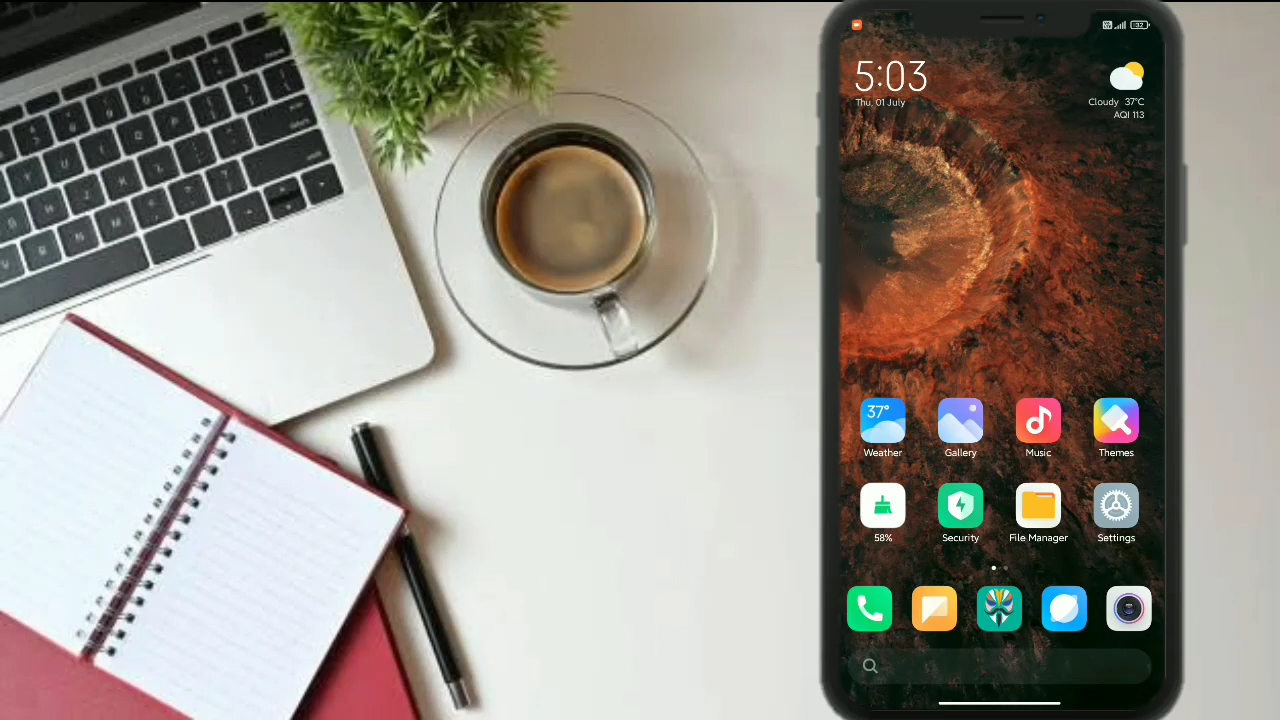 32
5:03
Thu, 01 July
Cloudy 37°C
AQI 113
37°
Weather
Gallery
Music
Themes
58%
Security
File Manager
Settings